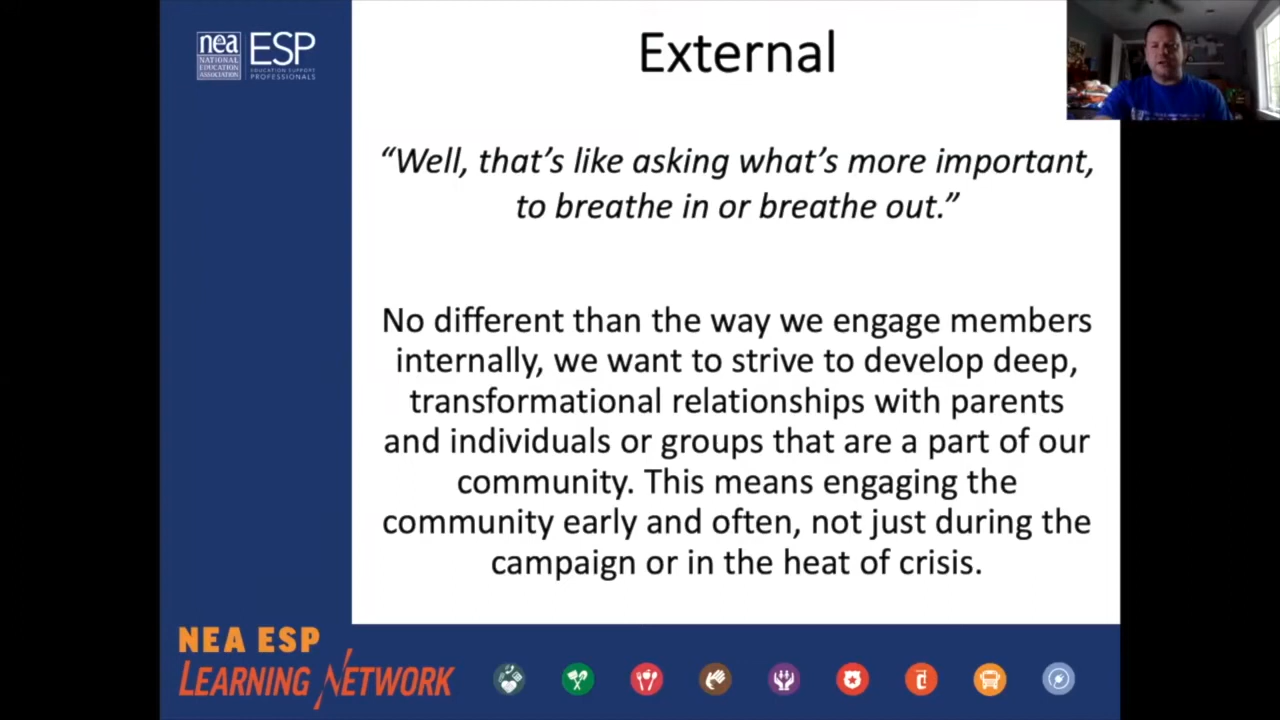 nea
NATIONAL
EDUCATION
ASSOCIATION
ESP
EDUCATION SUPPORT
PROFESSIONALS
External
“Well, that’s like asking what’s more important,
to breathe in or breathe out.”
No different than the way we engage members
internally, we want to strive to develop deep,
transformational relationships with parents
and individuals or groups that are a part of our
community. This means engaging the
community early and often, not just during the
campaign or in the heat of crisis.
NEA ESP
LEARNING NETWORK